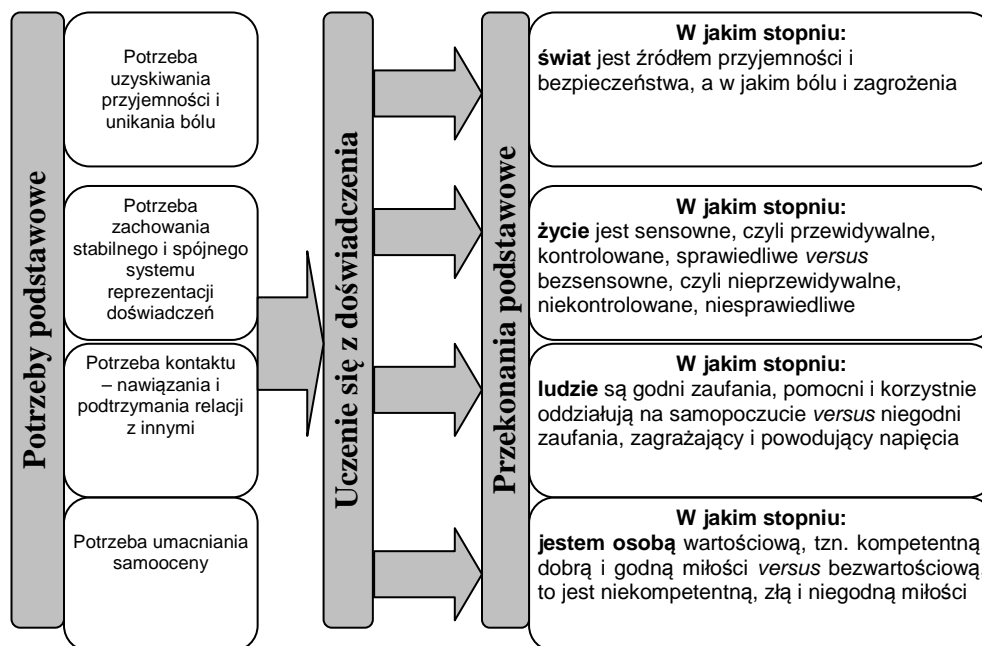 Potrzeby podstawowe
Potrzeba
uzyskiwania
przyjemności i
unikania bólu
Potrzeba
zachowania
stabilnego i spójnego
systemu
reprezentacji
doświadczeń
Potrzeba kontaktu
– nawiązania i
podtrzymania relacji
z innymi
Potrzeba umacniania
samooceny
Uczenie się z doświadczenia
Przekonania podstawowe
W jakim stopniu:
świat jest źródłem przyjemności i
bezpieczeństwa, a w jakim bólu i zagrożenia
W jakim stopniu:
życie jest sensowne, czyli przewidywalne,
kontrolowane, sprawiedliwe versus
bezsensowne, czyli nieprzewidywalne,
niekontrolowane, niesprawiedliwe
W jakim stopniu:
ludzie są godni zaufania, pomocni i korzystnie
oddziałują na samopoczucie versus niegodni
zaufania, zagrażający i powodujący napięcia
W jakim stopniu:
jestem osobą wartościową, tzn. kompetentną
dobrą i godną miłości versus bezwartościową,
to jest niekompetentną, złą i niegodną miłości